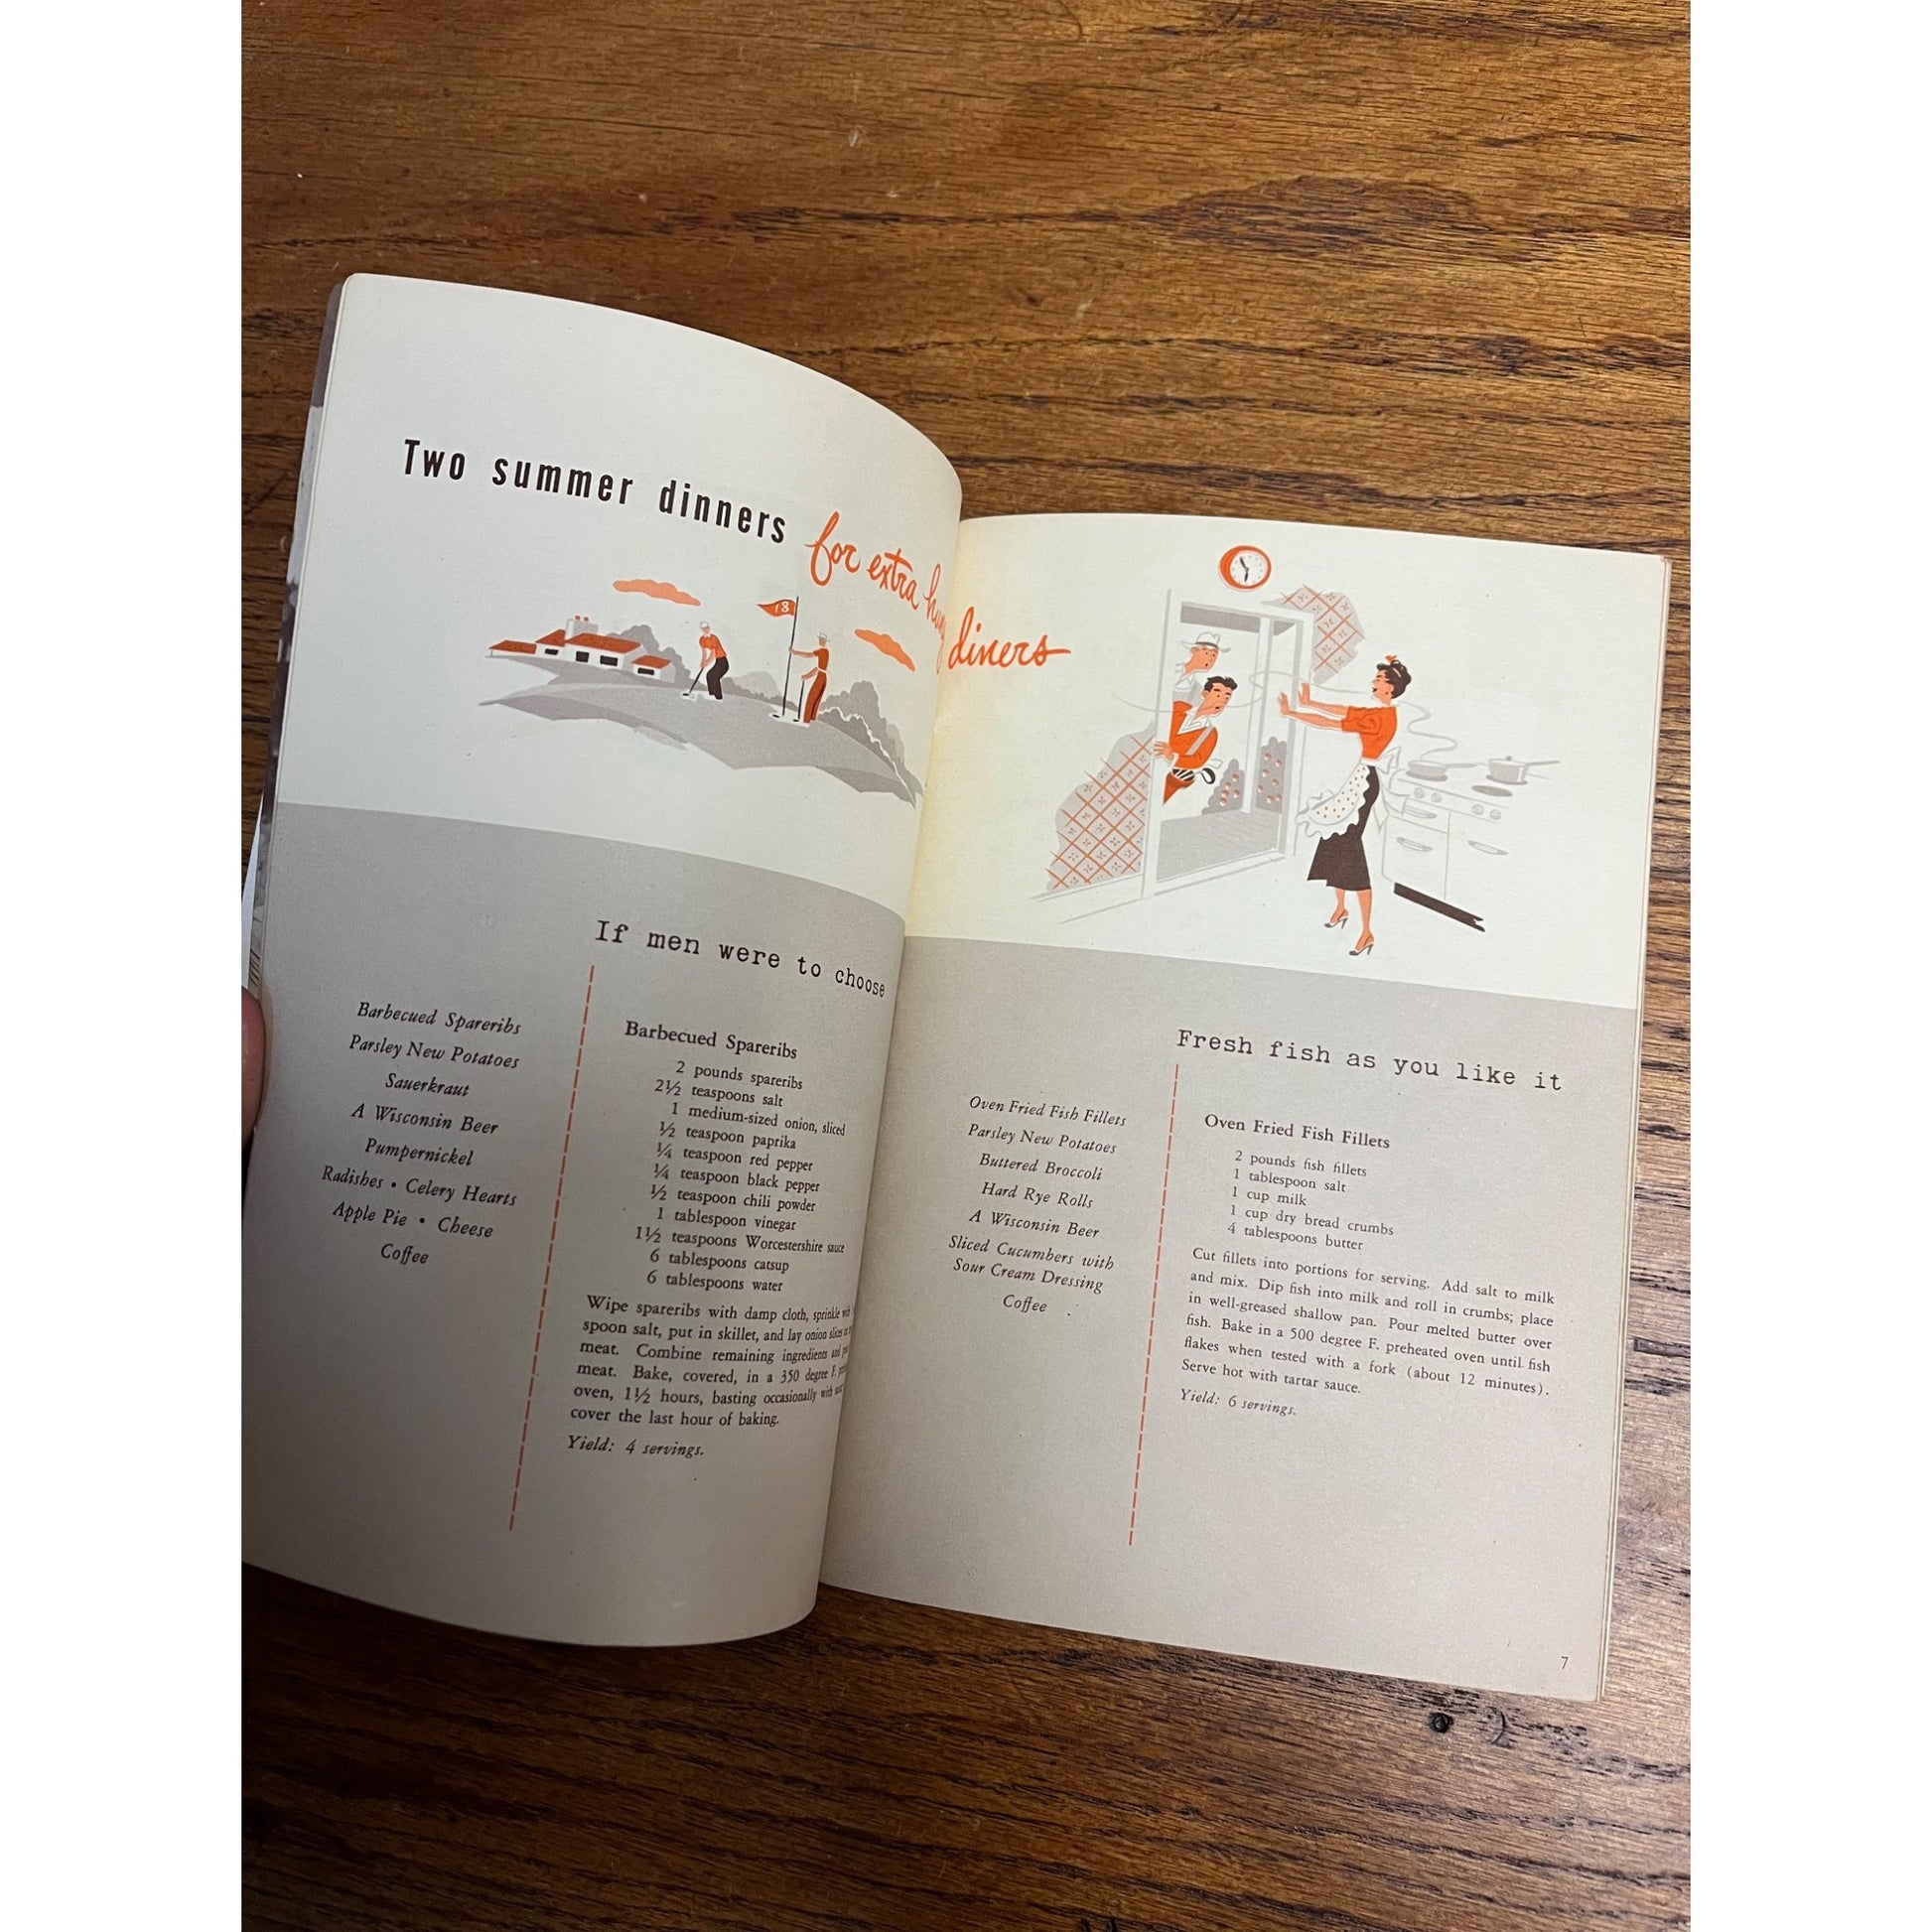 Two summer dinners for extra diners
18
If men were to choose
Barbecued Spareribs
Parsley New Potatoes
Sauerkraut
A Wisconsin Beer
Pumpernickel
Radishes • Celery Hearts
Apple Pie • Cheese
Coffee
Barbecued Spareribs
2 pounds spareribs
2½ teaspoons salt
1 medium-sized onion, sliced
½ teaspoon paprika
¼ teaspoon red pepper
¼ teaspoon black pepper
½ teaspoon chili powder
1 tablespoon vinegar
1½ teaspoons Worcestershire sauce
6 tablespoons catsup
6 tablespoons water
Wipe spareribs with damp cloth, sprinkle with
spoon salt, put in skillet, and lay onion slices
meat. Combine remaining ingredients and
meat. Bake, covered, in a 350 degree F.
oven, 1½ hours, basting occasionally with
cover the last hour of baking.
Yield: 4 servings.
Fresh fish as you like it
Oven Fried Fish Fillets
Parsley New Potatoes
Buttered Broccoli
Hard Rye Rolls
A Wisconsin Beer
Sliced Cucumbers with
Sour Cream Dressing
Coffee
Oven Fried Fish Fillets
2 pounds fish fillets
1 tablespoon salt
1 cup milk
1 cup dry bread crumbs
4 tablespoons butter
Cut fillets into portions for serving. Add salt to milk
and mix. Dip fish into milk and roll in crumbs; place
in well-greased shallow pan. Pour melted butter over
fish. Bake in a 500 degree F. preheated oven until fish
flakes when tested with a fork (about 12 minutes).
Serve hot with tartar sauce.
Yield: 6 servings.
7